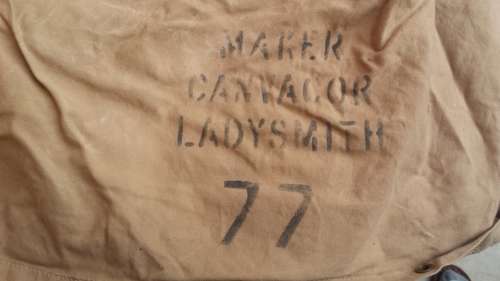 MAKER
CANVACOR
LADYSMITH
77